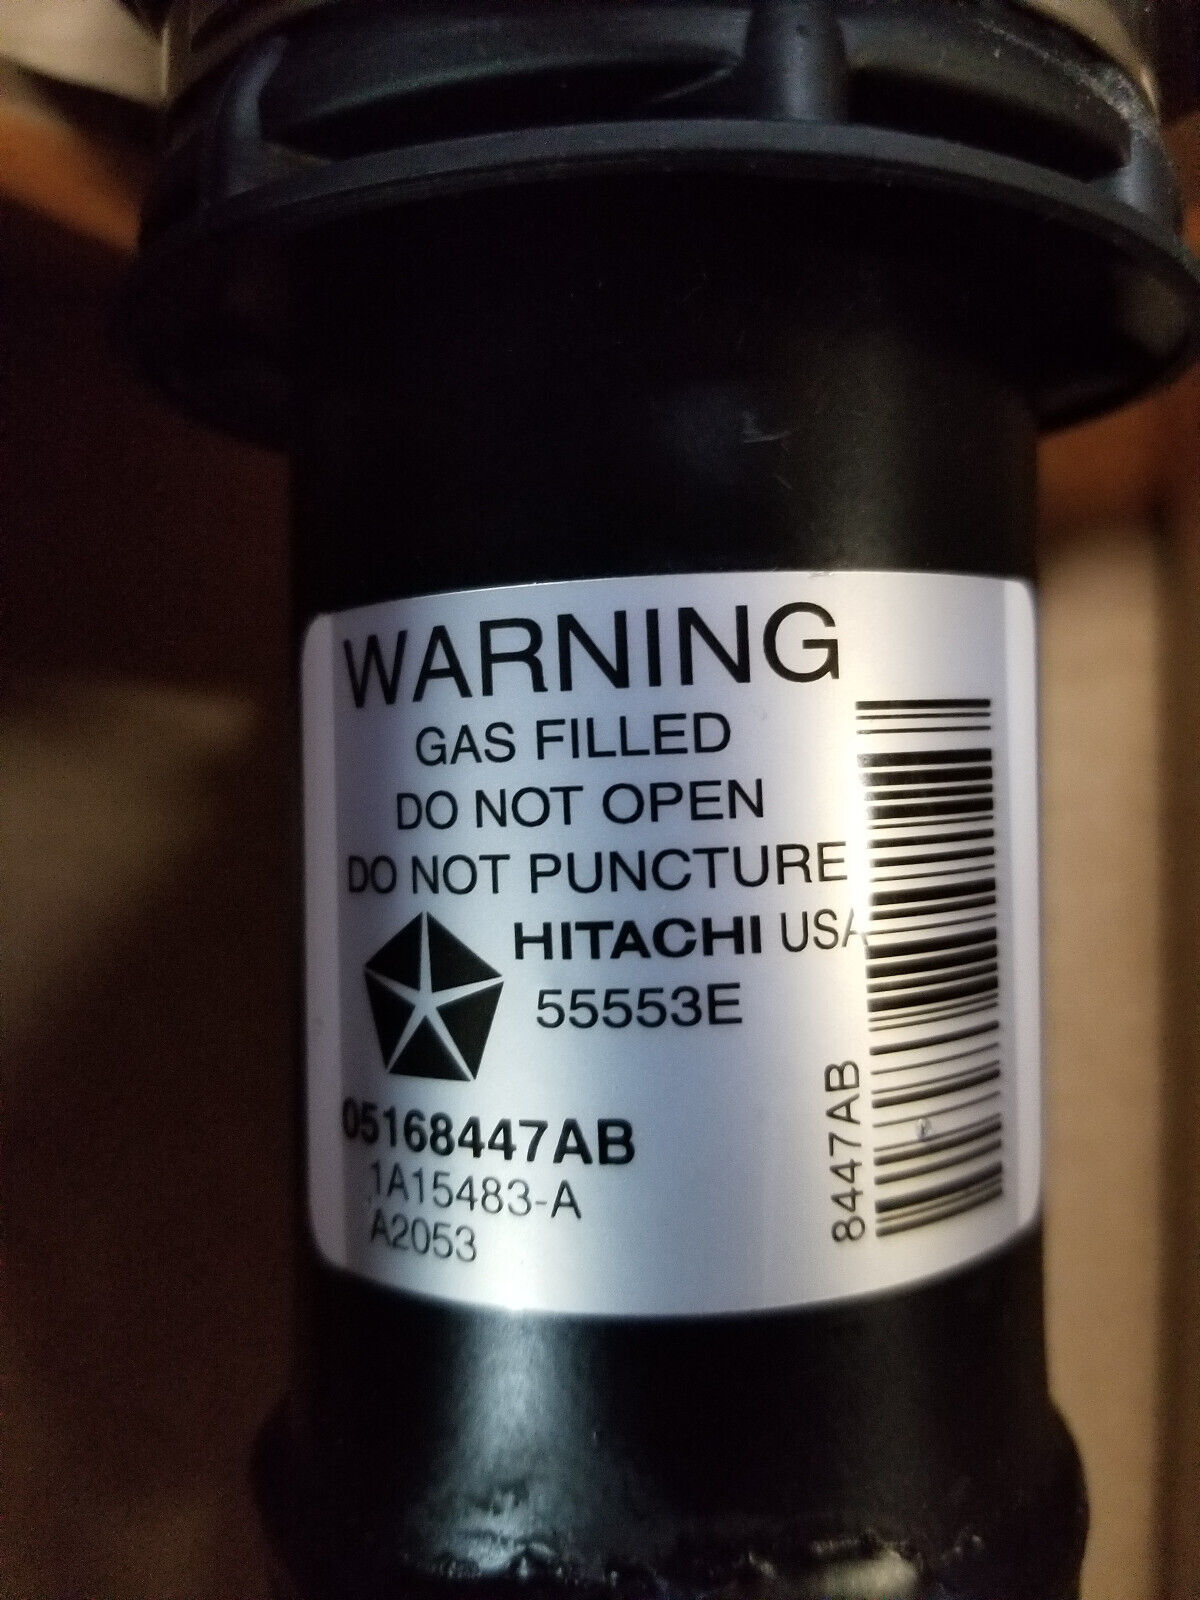 WARNING
GAS FILLED
DO NOT OPEN
DO NOT PUNCTURE
HITACHI USA
55553E
05168447AB
1A15483-A
A2053
8447AB